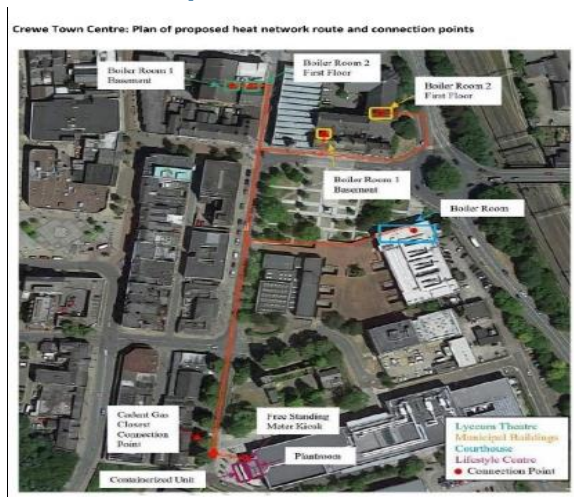 Crewe Town Centre: Plan of proposed heat network route and connection points
Boiler Room 1
Basement
Boiler Room 2
First Floor
Boiler Room 2
First Floor
Boiler Room 1
Basement
Boiler Room
Cadent Gas
Closest
Connection
Point
Free Standing
Meter Kiosk
Plantroom
Containerized Unit
Lyceum Theatre
Municipal Buildings
Courthouse
Lifestyle Centre
Connection Point